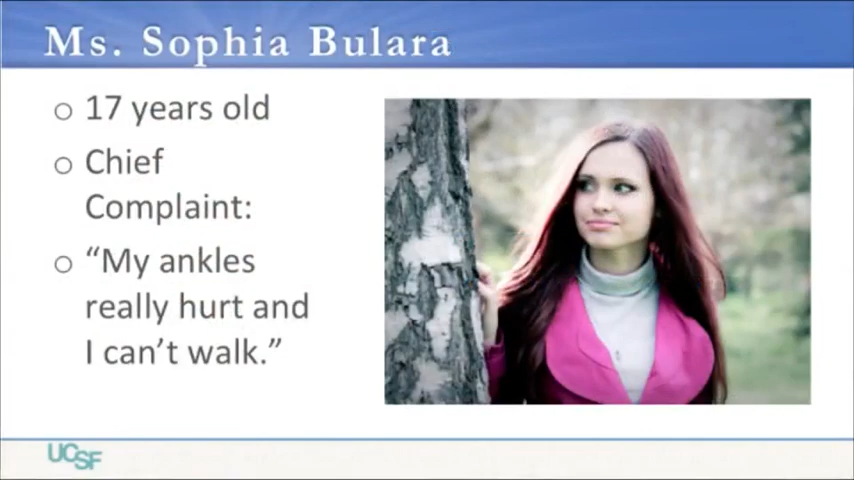 Ms. Sophia Bulara
17 years old
Chief
Complaint:
“My ankles
really hurt and
I can’t walk.”
UCSF